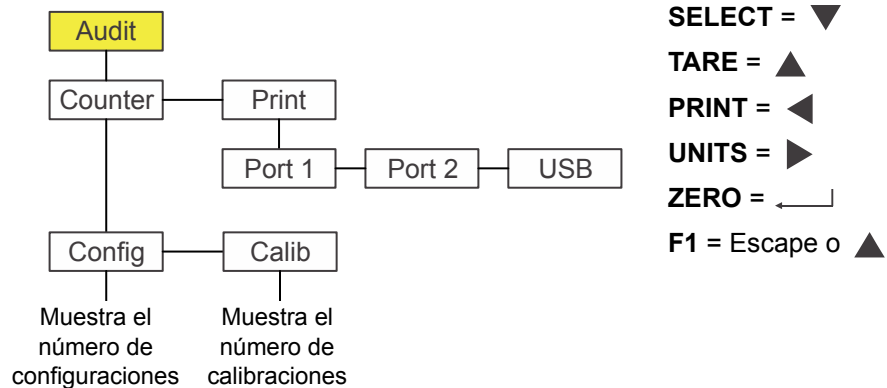 Audit
Counter
Print
Port 1
Port 2
USB
Config
Calib
Muestra el
número de
configuraciones
Muestra el
número de
calibraciones
SELECT =
TARE =
PRINT =
UNITS =
ZERO =
F1 = Escape o